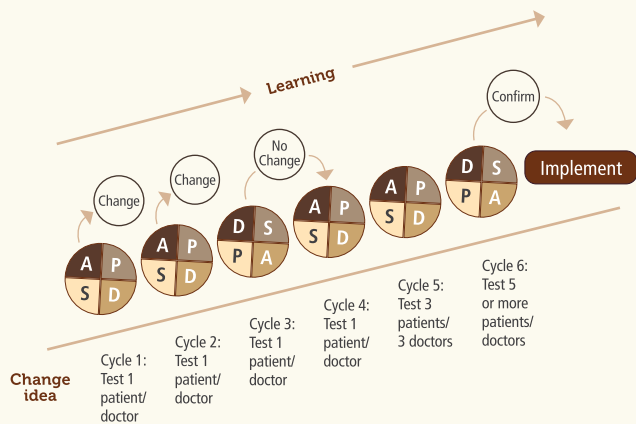 Learning
Change
Change
No
Change
Confirm
A P
S D
A P
S D
D S
P A
A P
S D
A P
S D
D S
P A
Implement
Cycle 1:
Test 1
patient/
doctor
Cycle 2:
Test 1
patient/
doctor
Cycle 3:
Test 1
patient/
doctor
Cycle 4:
Test 1
patient/
doctor
Cycle 5:
Test 3
patients/
3 doctors
Cycle 6:
Test 5
or more
patients/
doctors
Change
idea